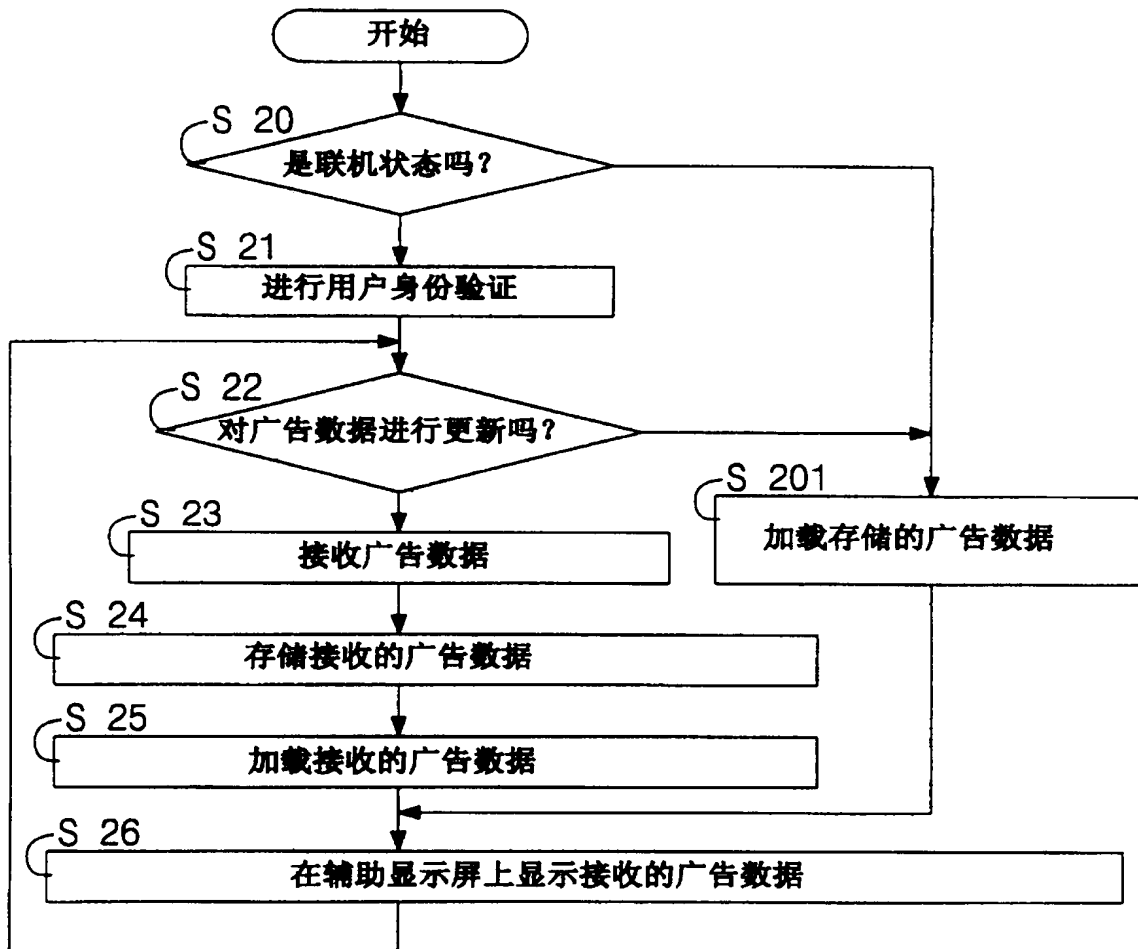 开始
S 20
是联机状态吗？
S 21
进行用户身份验证
S 22
对广告数据进行更新吗？
S 23
接收广告数据
S 201
加载存储的广告数据
S 24
存储接收的广告数据
S 25
加载接收的广告数据
S 26
在辅助显示屏上显示接收的广告数据